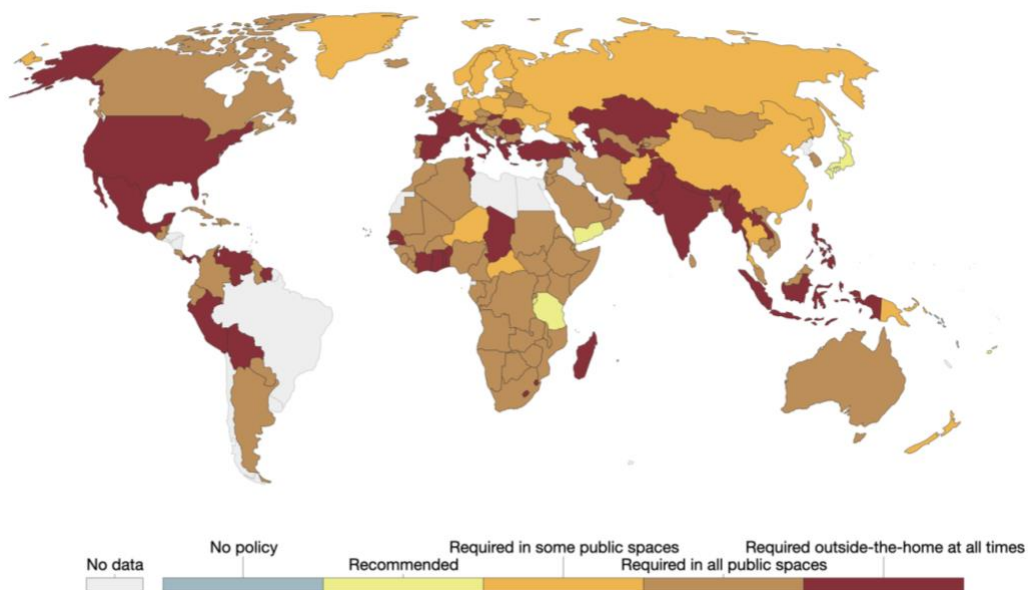 No policy
Required in some public spaces
Required outside-the-home at all times
No data
Recommended
Required in all public spaces